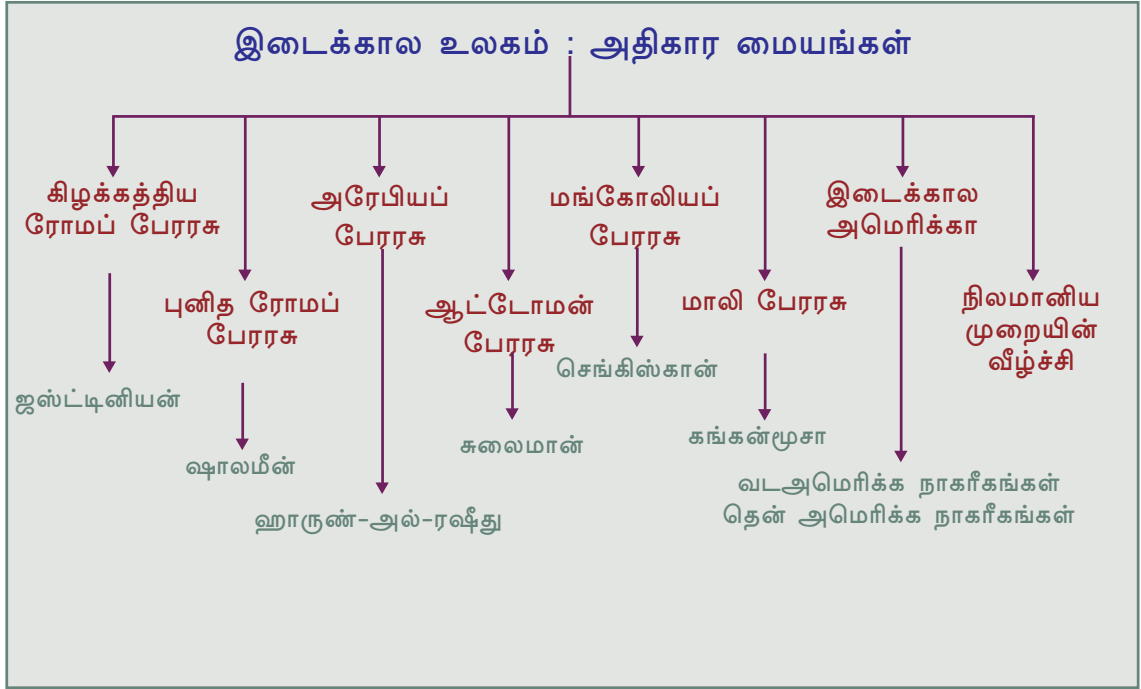 இடைக்கால உலகம் : அதிகார மையங்கள்
கிழக்கத்திய
ரோமப் பேரரசு
புனித ரோமப்
பேரரசு
அரேபியப்
பேரரசு
ஆட்டோமன்
பேரரசு
மங்கோலியப்
பேரரசு
மாலி பேரரசு
இடைக்கால
அமெரிக்கா
நிலமானிய
முறையின்
வீழ்ச்சி
ஜஸ்ட்டினியன்
ஷாலமீன்
ஹாருண்-அல்-ரஷீது
சுலைமான்
செங்கிஸ்கான்
கங்கன்மூசா
வடஅமெரிக்க நாகரீகங்கள்
தென் அமெரிக்க நாகரீகங்கள்